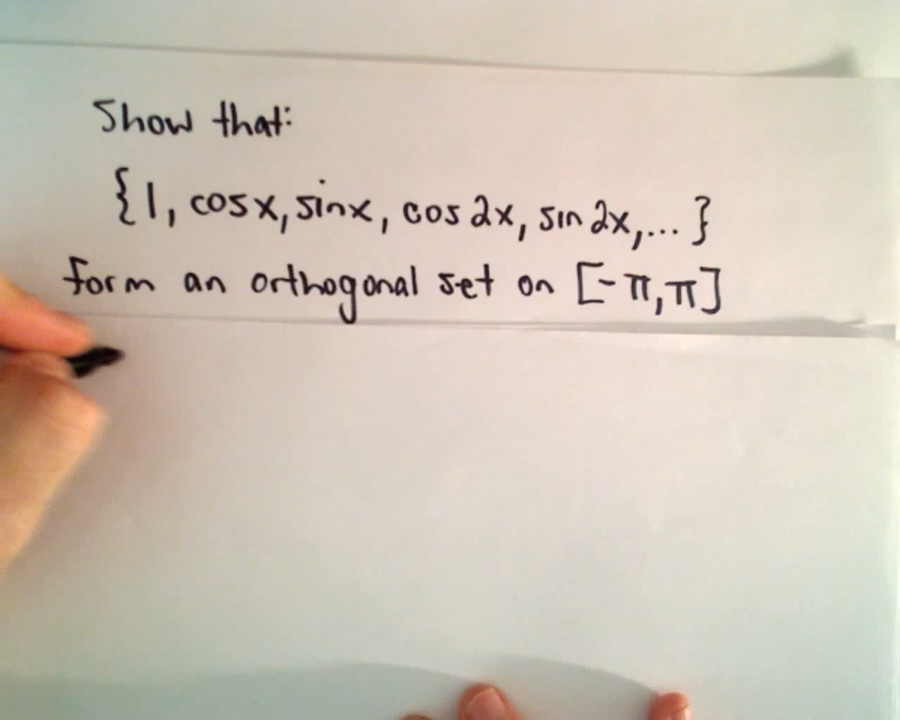 Show that:
{1, cos x, sin x, cos 2x, sin 2x, ... }
form an orthogonal set on [-π, π]